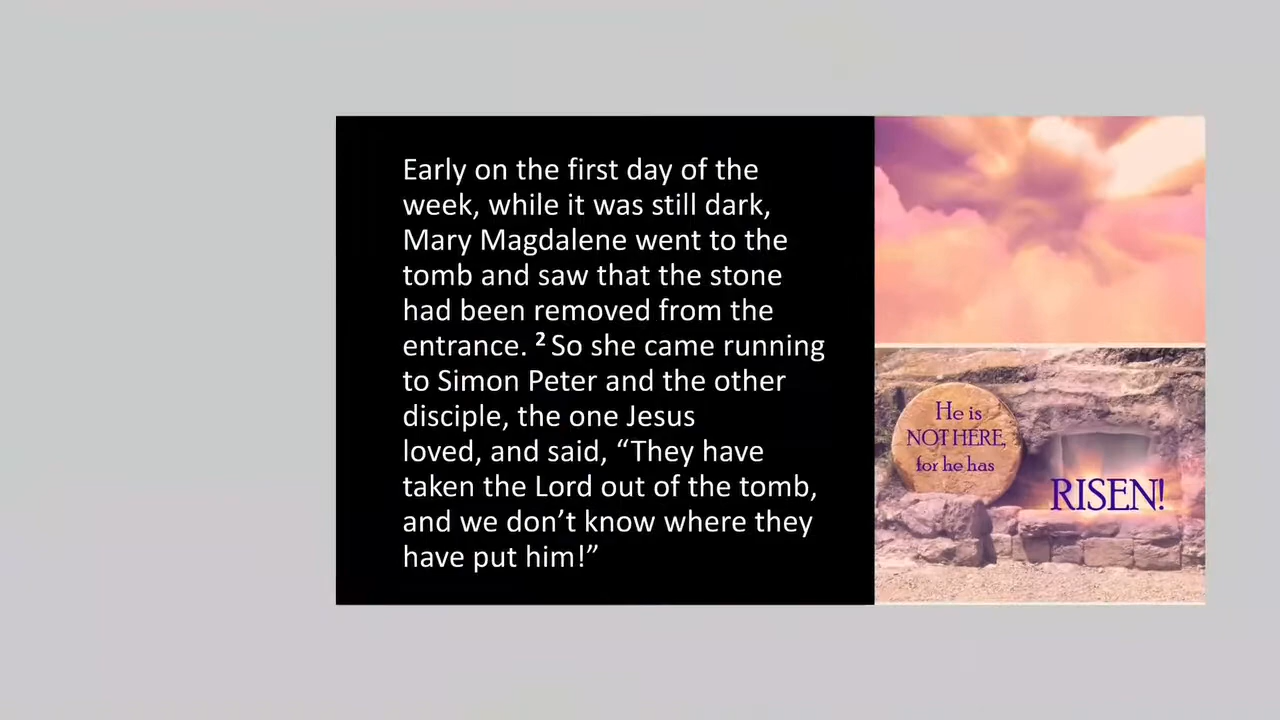 Early on the first day of the
week, while it was still dark,
Mary Magdalene went to the
tomb and saw that the stone
had been removed from the
entrance. ² So she came running
to Simon Peter and the other
disciple, the one Jesus
loved, and said, “They have
taken the Lord out of the tomb,
and we don’t know where they
have put him!”
He is
NOT HERE,
for he has
RISEN!